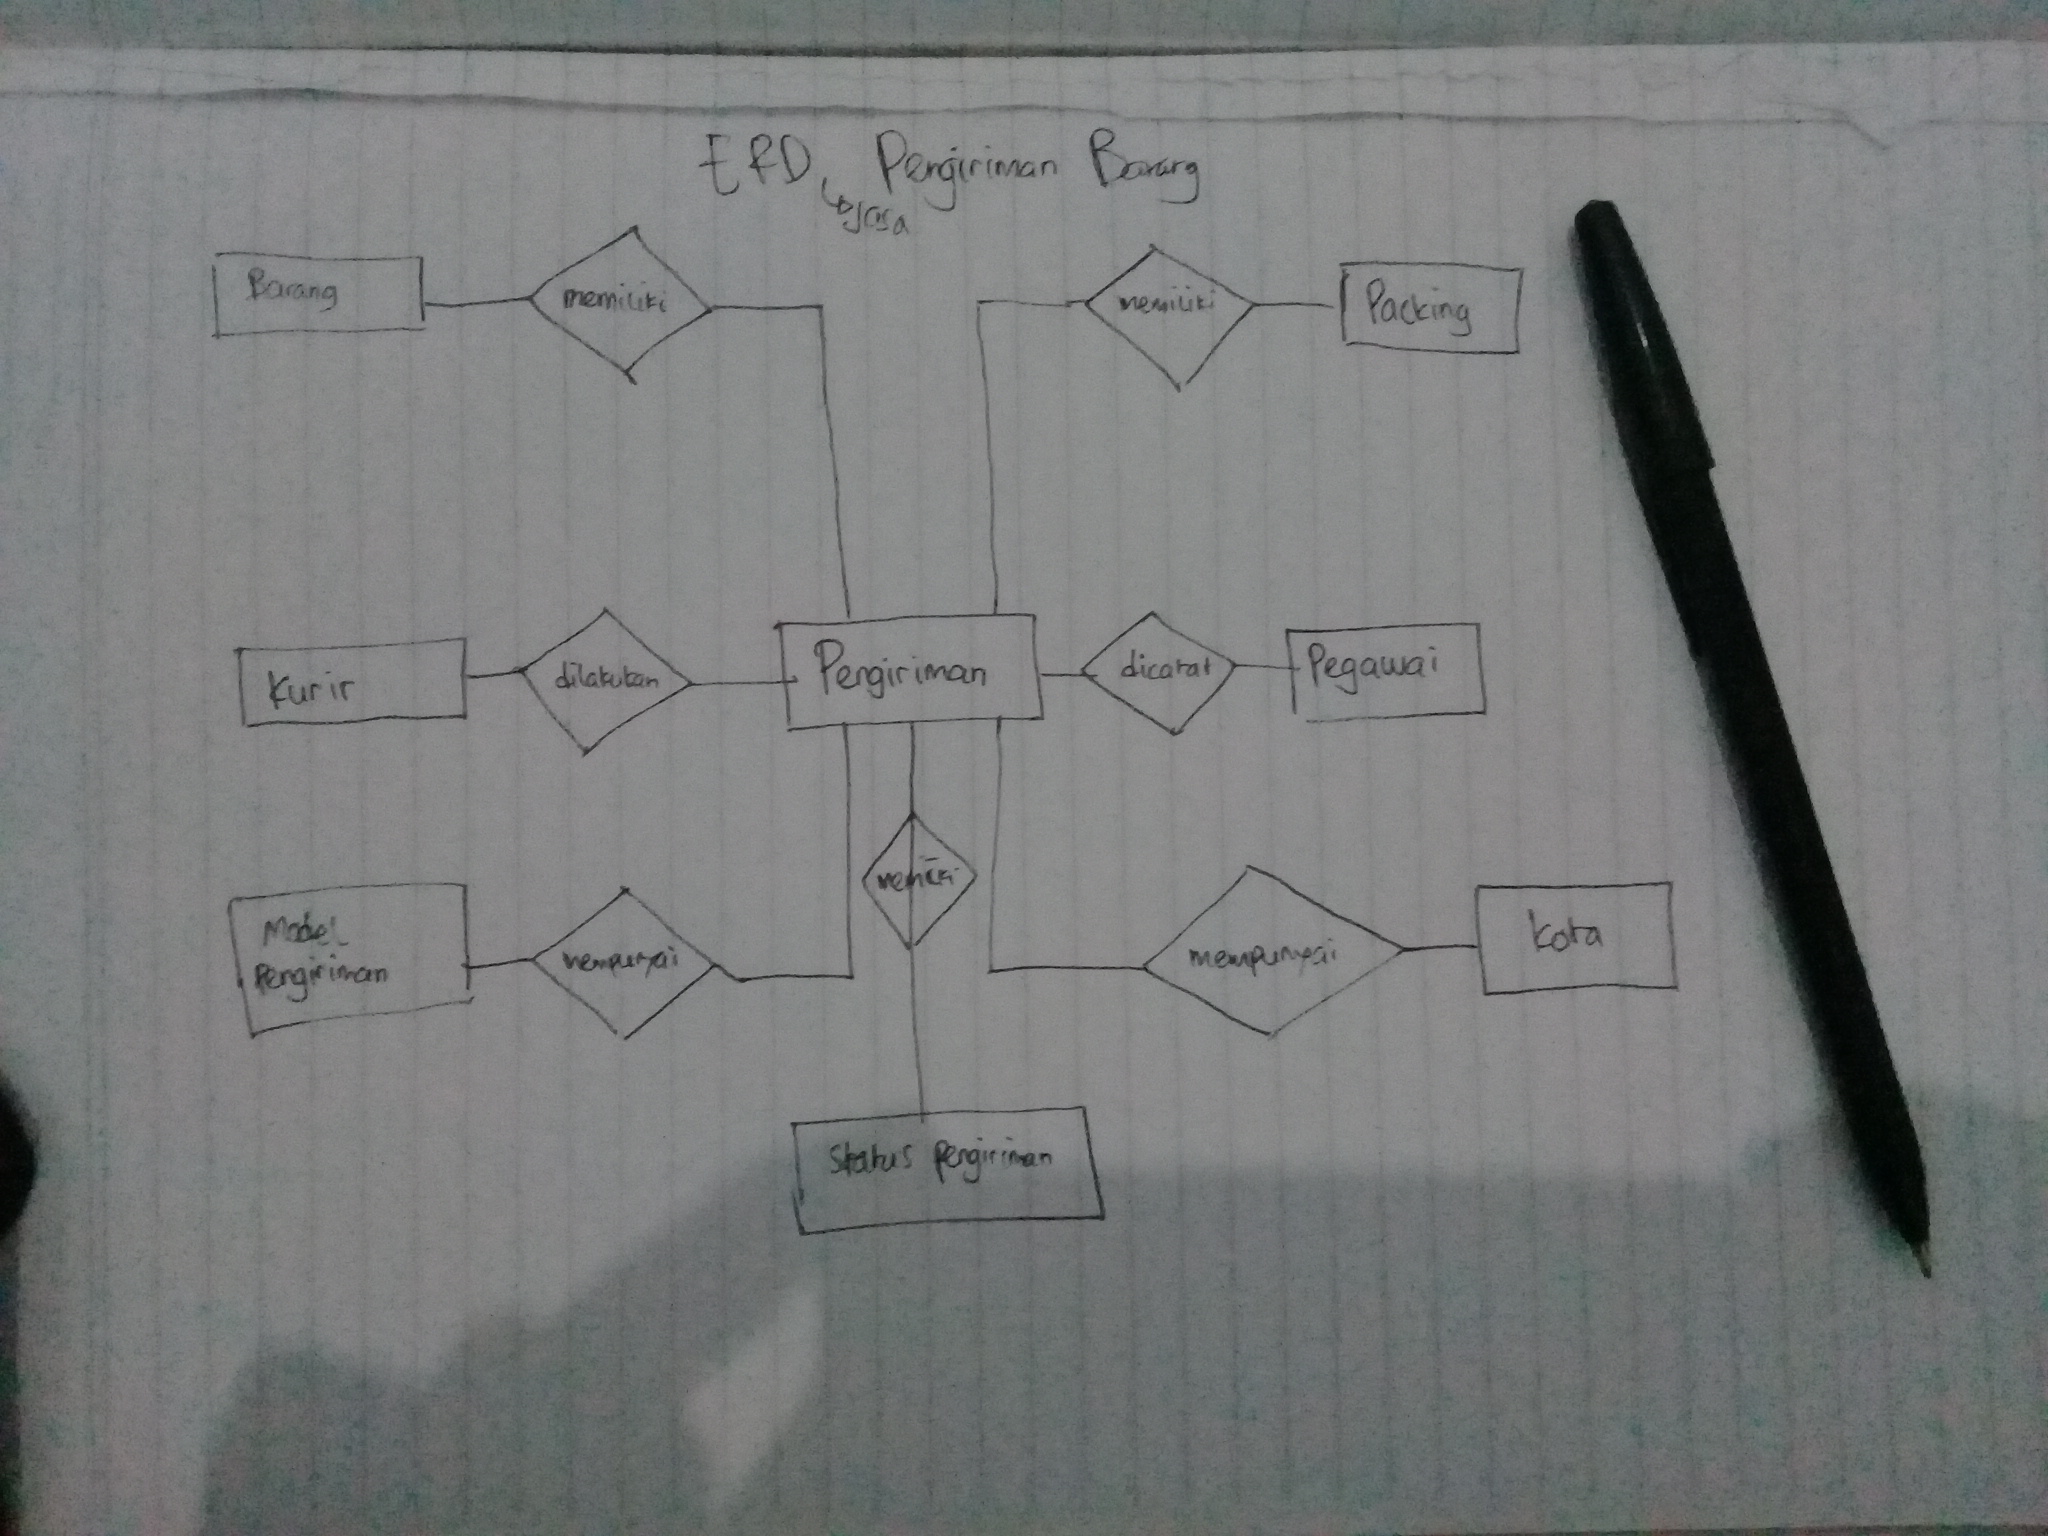 ERD Pengiriman Barang
Jasa
Barang
memiliki
memiliki
Packing
Kurir
dilakukan
Pengiriman
dicatat
Pegawai
Model
Pengiriman
mempunyai
memiliki
mempunyai
Kota
Status pengiriman